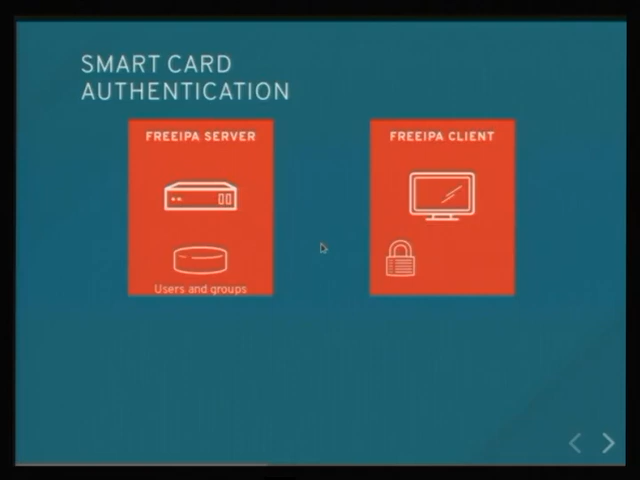 SMART CARD
AUTHENTICATION
FREEIPA SERVER
FREEIPA CLIENT
Users and groups